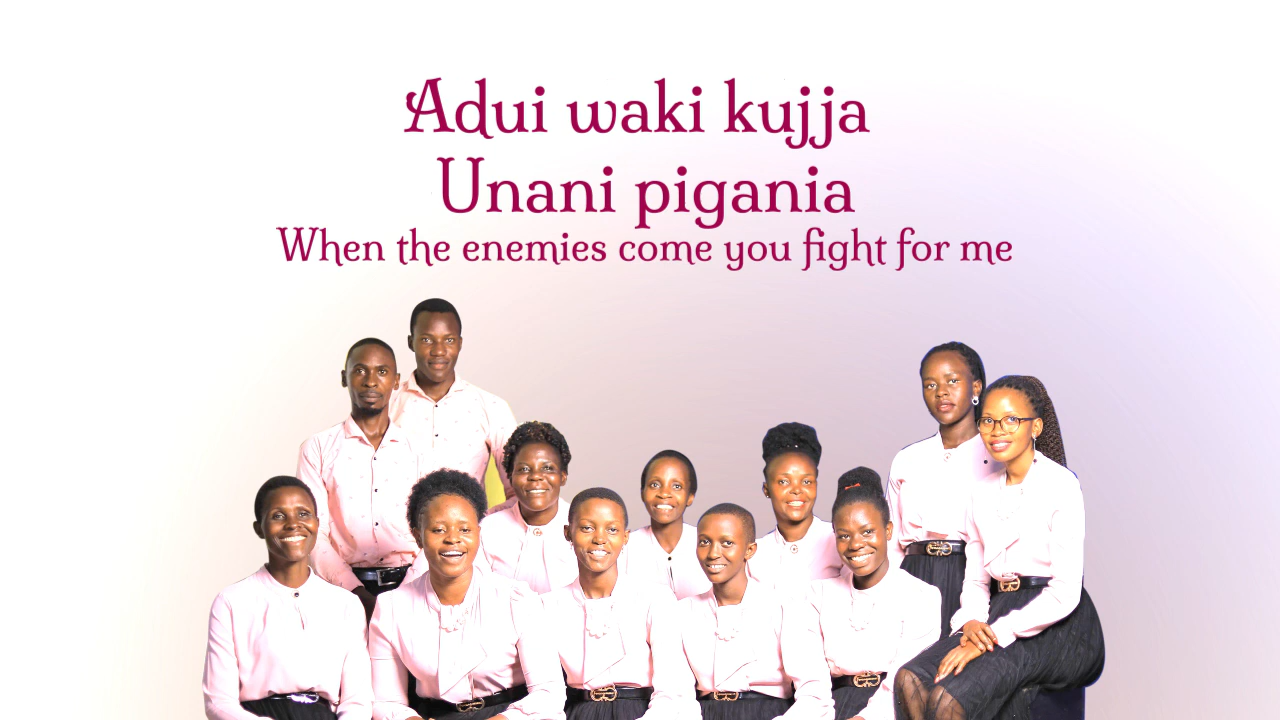 Adui waki kujja
Unani pigania
When the enemies come you fight for me